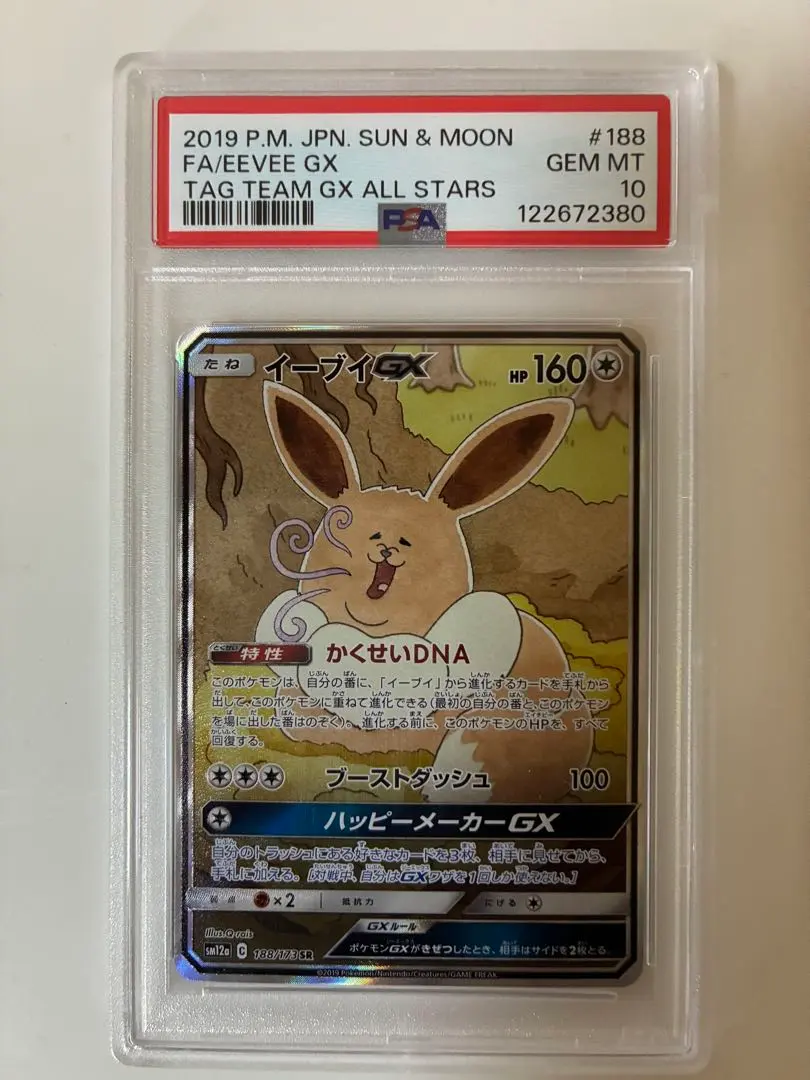 2019 P.M. JPN. SUN & MOON #188
FA/EEVEE GX GEM MT
TAG TEAM GX ALL STARS 10
PSA 122672380
たね イーブイGX HP 160
特性 かくせいDNA
このポケモンは、自分の番に、「イーブイ」から進化するカードを手札から
出して、このポケモンに重ねて進化できる(最初の自分の番と、このポケモン
を場に出した番はのぞく)。進化する前に、このポケモンのHPを、すべて
回復する。
ブーストダッシュ 100
ハッピーメーカーGX
自分のトラッシュにある好きなカードを3枚、相手に見せてから、
手札に加える。[対戦中、自分はGXワザを1回しか使えない。]
弱点 ×2 抵抗力 にげる
GXルール
Illus. Q-rais
ポケモンGXがきぜつしたとき、相手はサイドを2枚とる。
sm12a C 188/173 SR
©2019 Pokémon/Nintendo/Creatures/GAME FREAK.